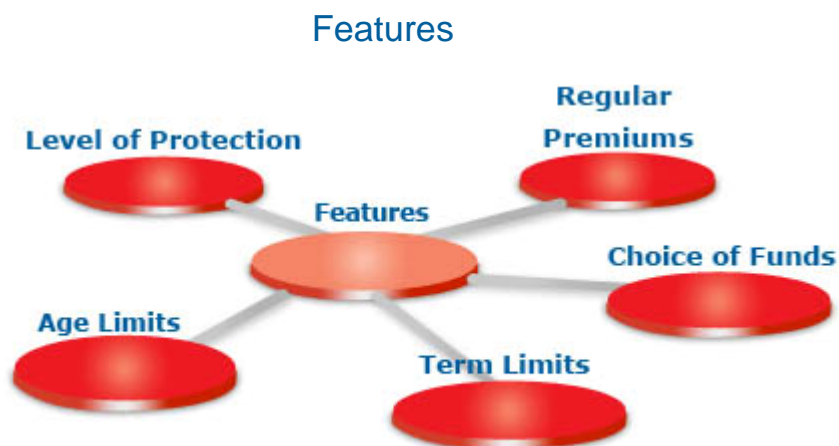 Features
Regular
Premiums
Level of Protection
Features
Choice of Funds
Age Limits
Term Limits